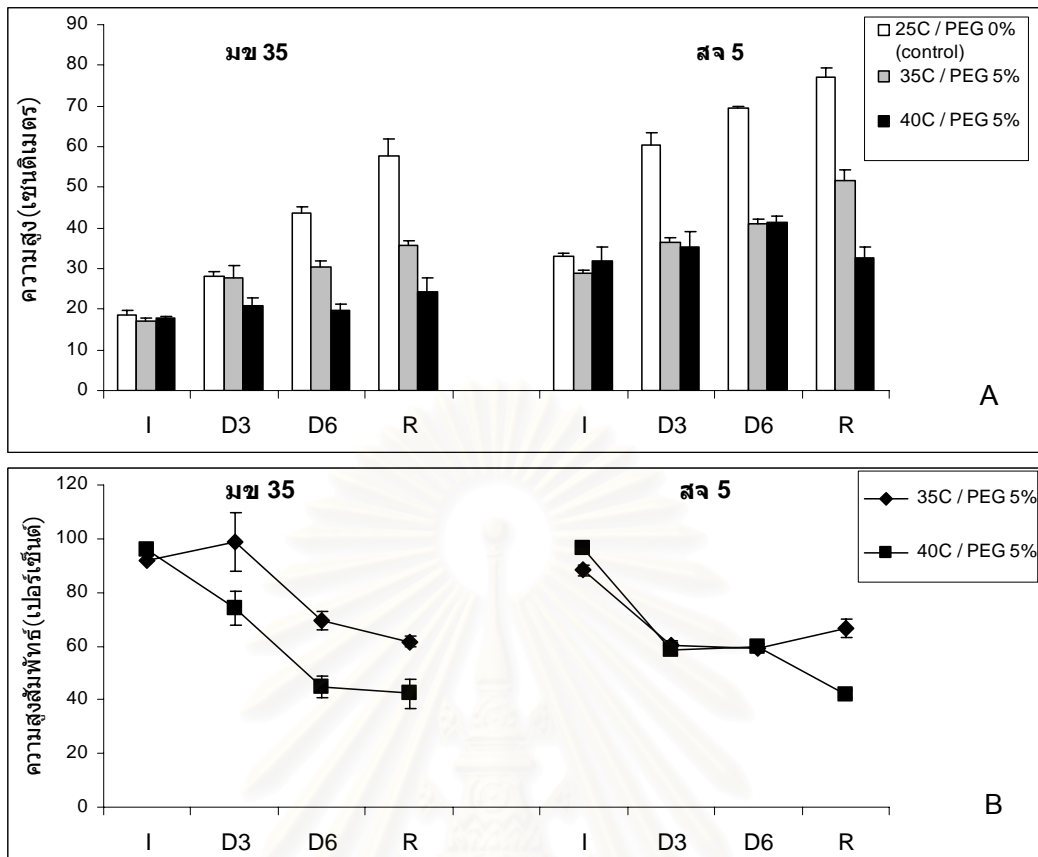 90
80
70
60
50
40
30
20
10
0
ความสูง (เซนติเมตร)
มข 35
สจ 5
25C / PEG 0%
(control)
35C / PEG 5%
40C / PEG 5%
I D3 D6 R I D3 D6 R
A
120
100
80
60
40
20
0
ความสูงสัมพัทธ์ (เปอร์เซ็นต์)
มข 35
สจ 5
35C / PEG 5%
40C / PEG 5%
I D3 D6 R I D3 D6 R
B